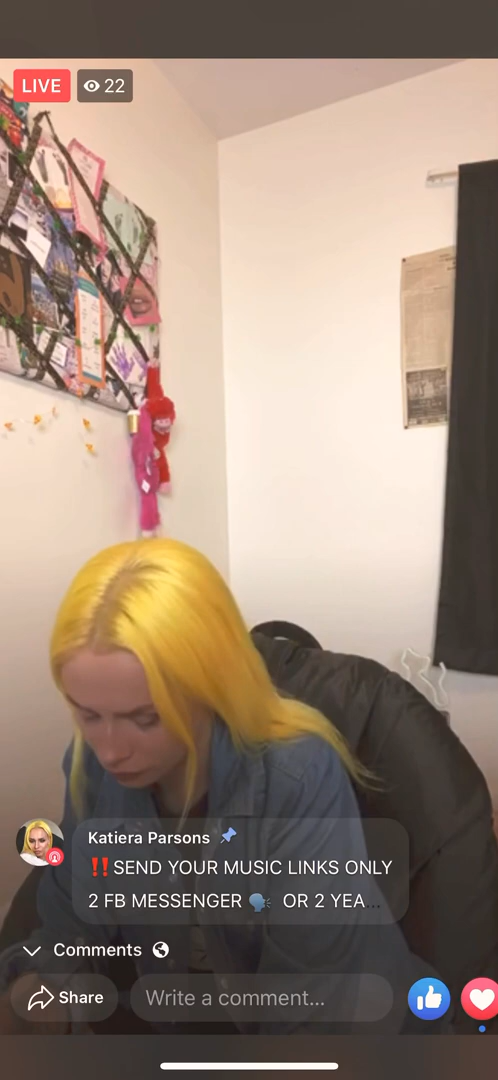 LIVE
22
Katiera Parsons
‼️SEND YOUR MUSIC LINKS ONLY
2 FB MESSENGER 🗣️ OR 2 YEA...
Comments
Share
Write a comment...